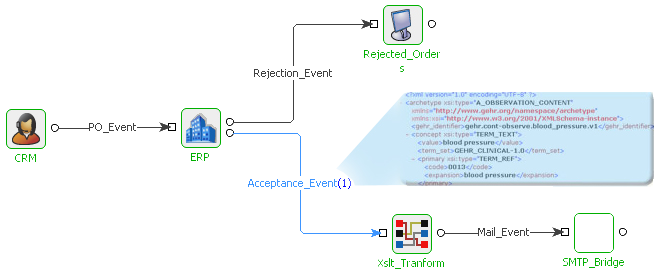 Rejected_Order
s
Rejection_Event
<?xml version="1.0" encoding="UTF-8" ?>
<archetype xsi:type="A_OBSERVATION_CONTENT"
xmlns="http://www.gehr.org/namespace/archetype"
xmlns:xsi="http://www.w3.org/2001/XMLSchema-instance">
<gehr_identifier>gehr.cont-observe.blood_pressure.v1</gehr_identifier>
- <concept xsi:type="TERM_TEXT">
<value>blood pressure</value>
<term_set>GEHR_CLINICAL-1.0</term_set>
- <primary xsi:type="TERM_REF">
<code>0013</code>
<expansion>blood pressure</expansion>
</primary>
PO_Event
CRM
ERP
Acceptance_Event(1)
Mail_Event
Xslt_Tranform
SMTP_Bridge